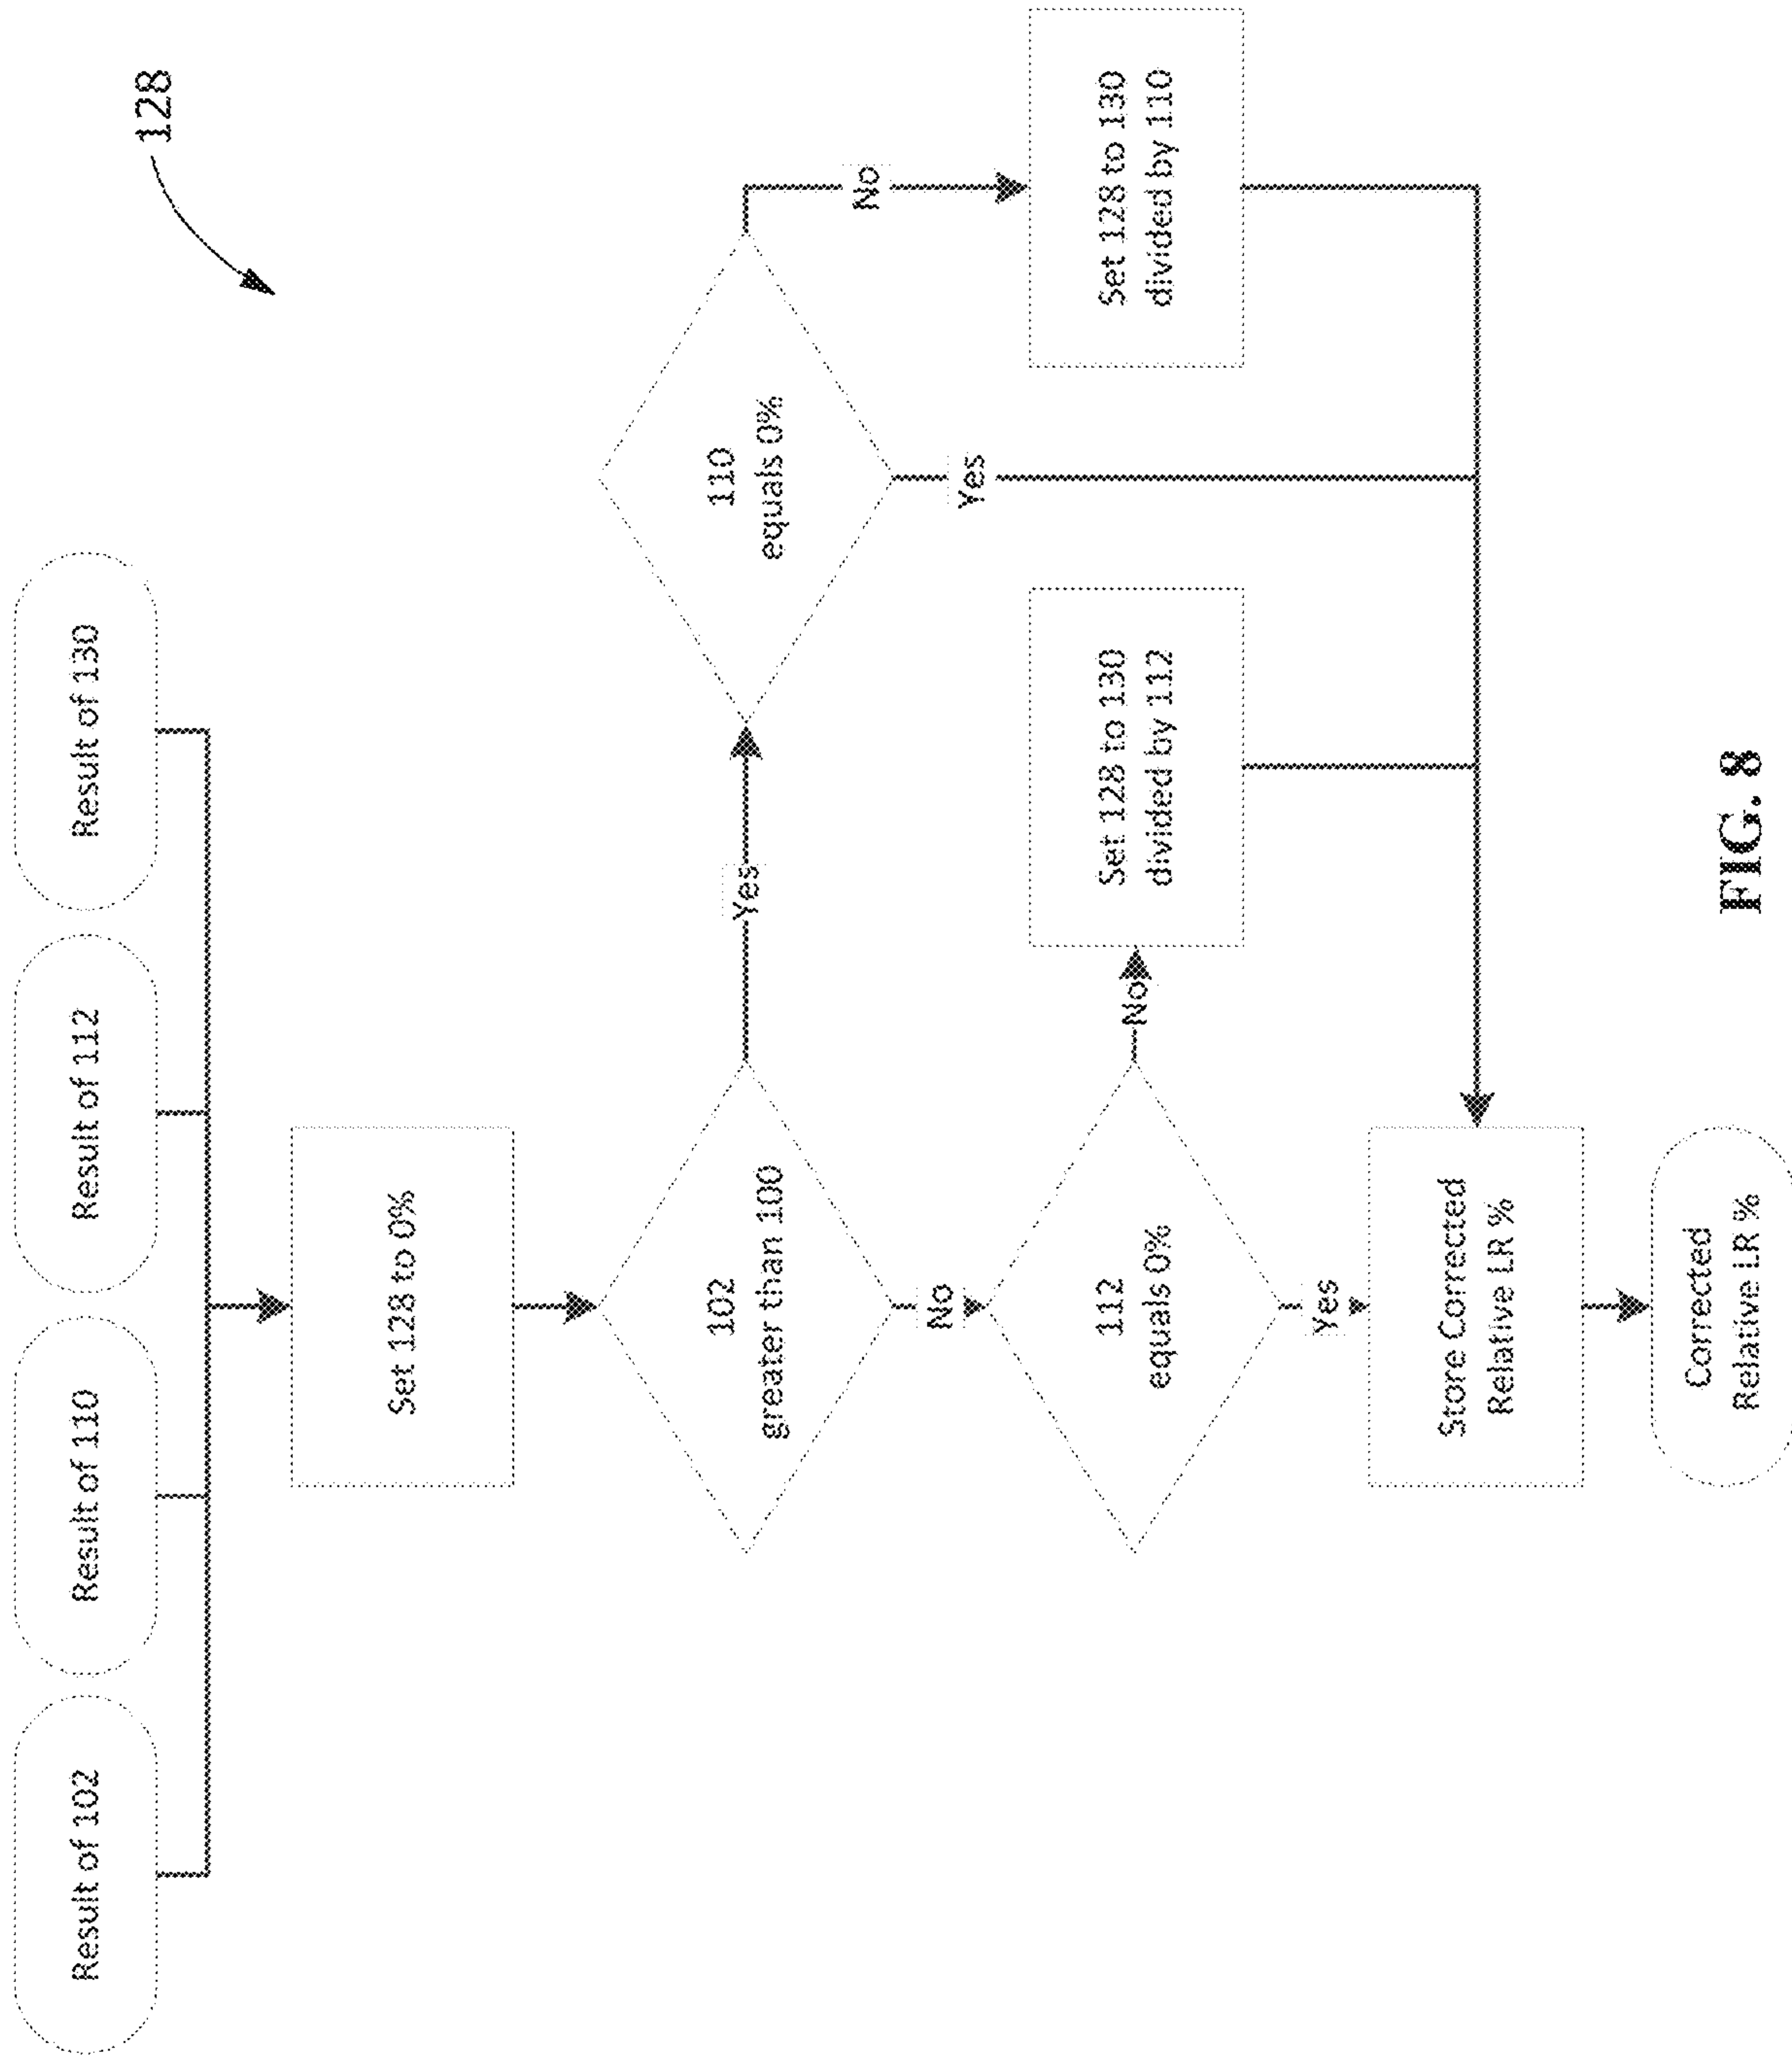 128
Result of 102
Result of 110
Result of 112
Result of 130
Set 128 to 0%
102
greater than 100
Yes
110
equals 0%
No
No
Yes
112
equals 0%
No
Set 128 to 130
divided by 112
Set 128 to 130
divided by 110
Yes
Store Corrected
Relative LR %
Corrected
Relative LR %
FIG. 8